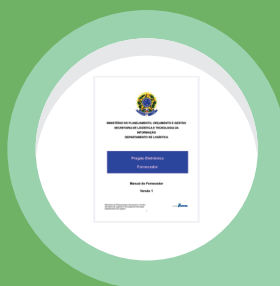 MINISTÉRIO DO PLANEJAMENTO, ORÇAMENTO E GESTÃO
SECRETARIA DE LOGÍSTICA E TECNOLOGIA DA
INFORMAÇÃO
DEPARTAMENTO DE LOGÍSTICA
Pregão Eletrônico
Fornecedor
Manual do Fornecedor
Versão 1